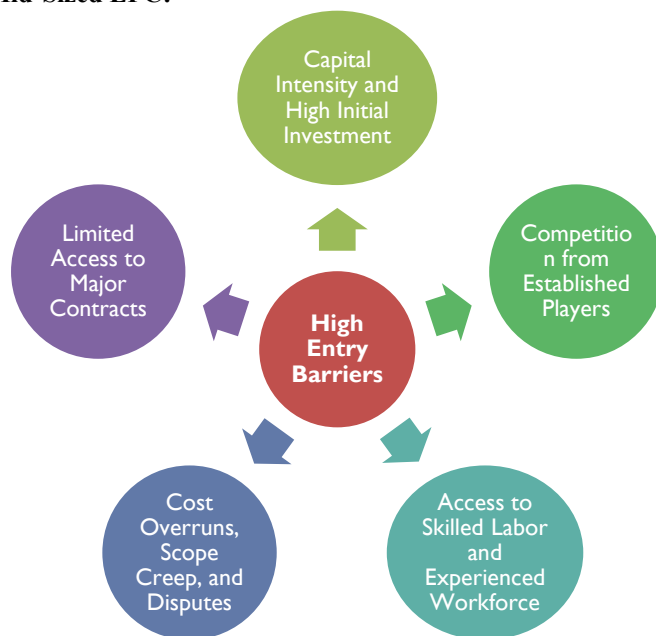 Capital
Intensity and
High Initial
Investment
Limited
Access to
Major
Contracts
Competitio
n from
Established
Players
High
Entry
Barriers
Cost
Overruns,
Scope
Creep, and
Disputes
Access to
Skilled Labor
and
Experienced
Workforce